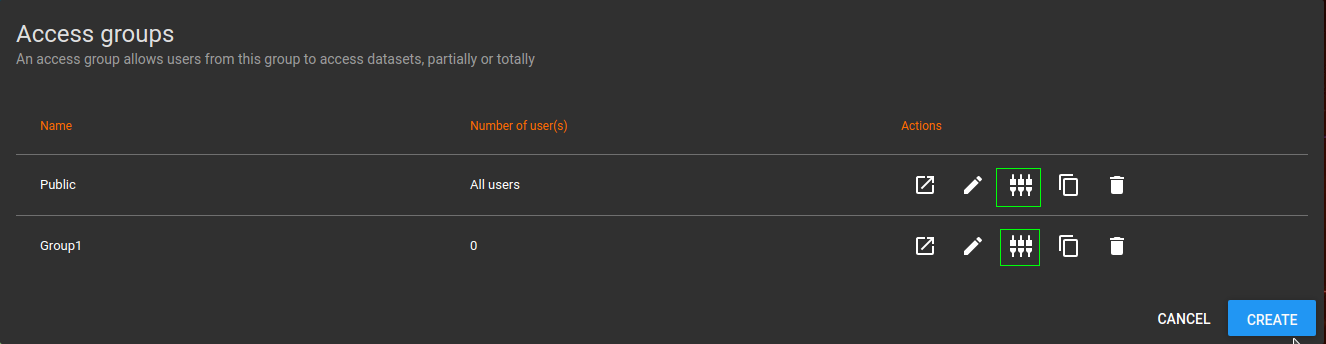 Access groups
An access group allows users from this group to access datasets, partially or totally
Name Number of user(s) Actions
Public All users
Group1 0
CANCEL CREATE